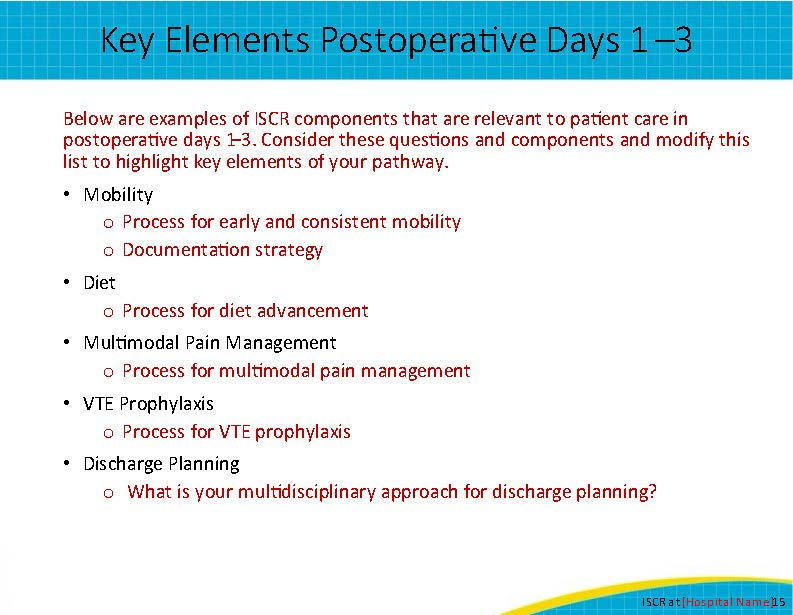 Key Elements Postoperative Days 1–3
Below are examples of ISCR components that are relevant to patient care in
postoperative days 1–3. Consider these questions and components and modify this
list to highlight key elements of your pathway.
• Mobility
o Process for early and consistent mobility
o Documentation strategy
• Diet
o Process for diet advancement
• Multimodal Pain Management
o Process for multimodal pain management
• VTE Prophylaxis
o Process for VTE prophylaxis
• Discharge Planning
o What is your multidisciplinary approach for discharge planning?
ISCR at [Hospital Name] 15